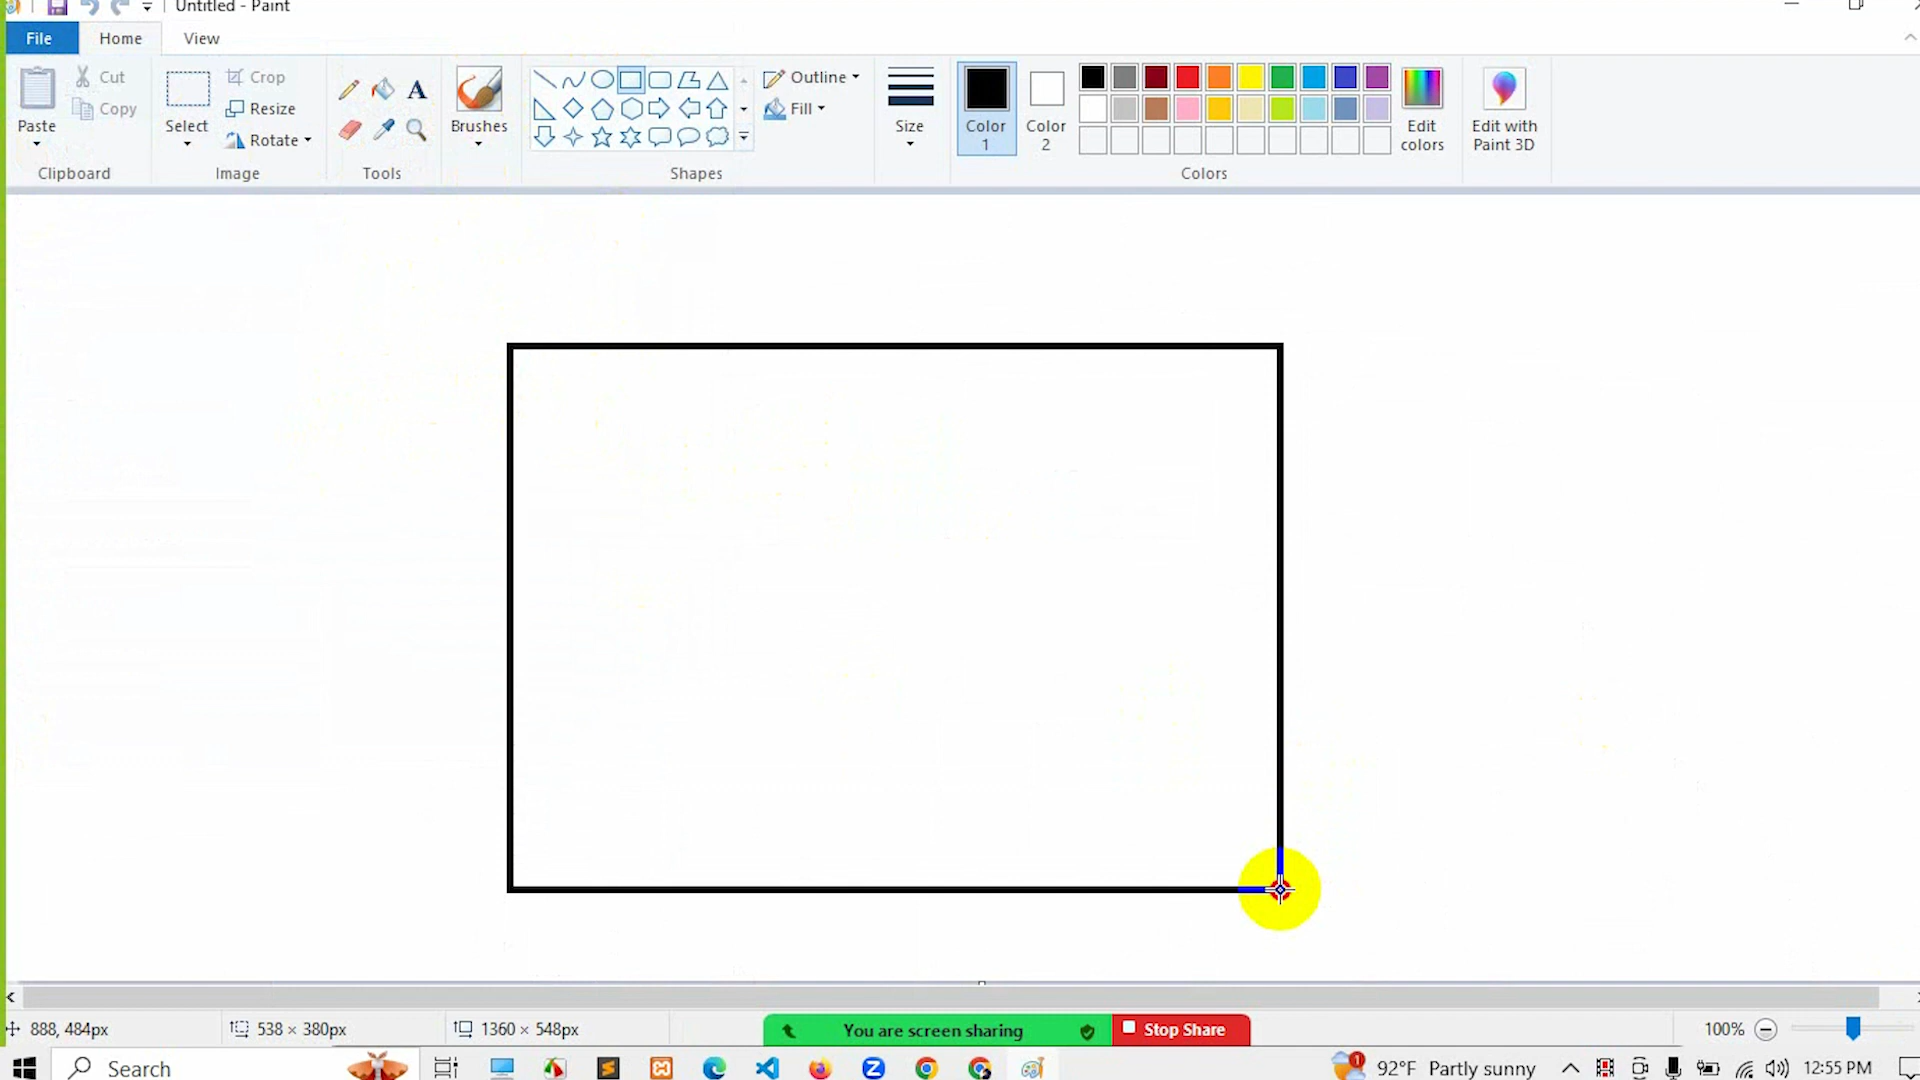 Untitled - Paint
File
Home
View
Paste
Cut
Copy
Clipboard
Select
Crop
Resize
Rotate
Image
A
Tools
Brushes
Shapes
Outline
Fill
Size
Color
1
Color
2
Colors
Edit
colors
Edit with
Paint 3D
888, 484px
538 × 380px
1360 × 548px
You are screen sharing
Stop Share
100%
Search
1
92°F Partly sunny
12:55 PM